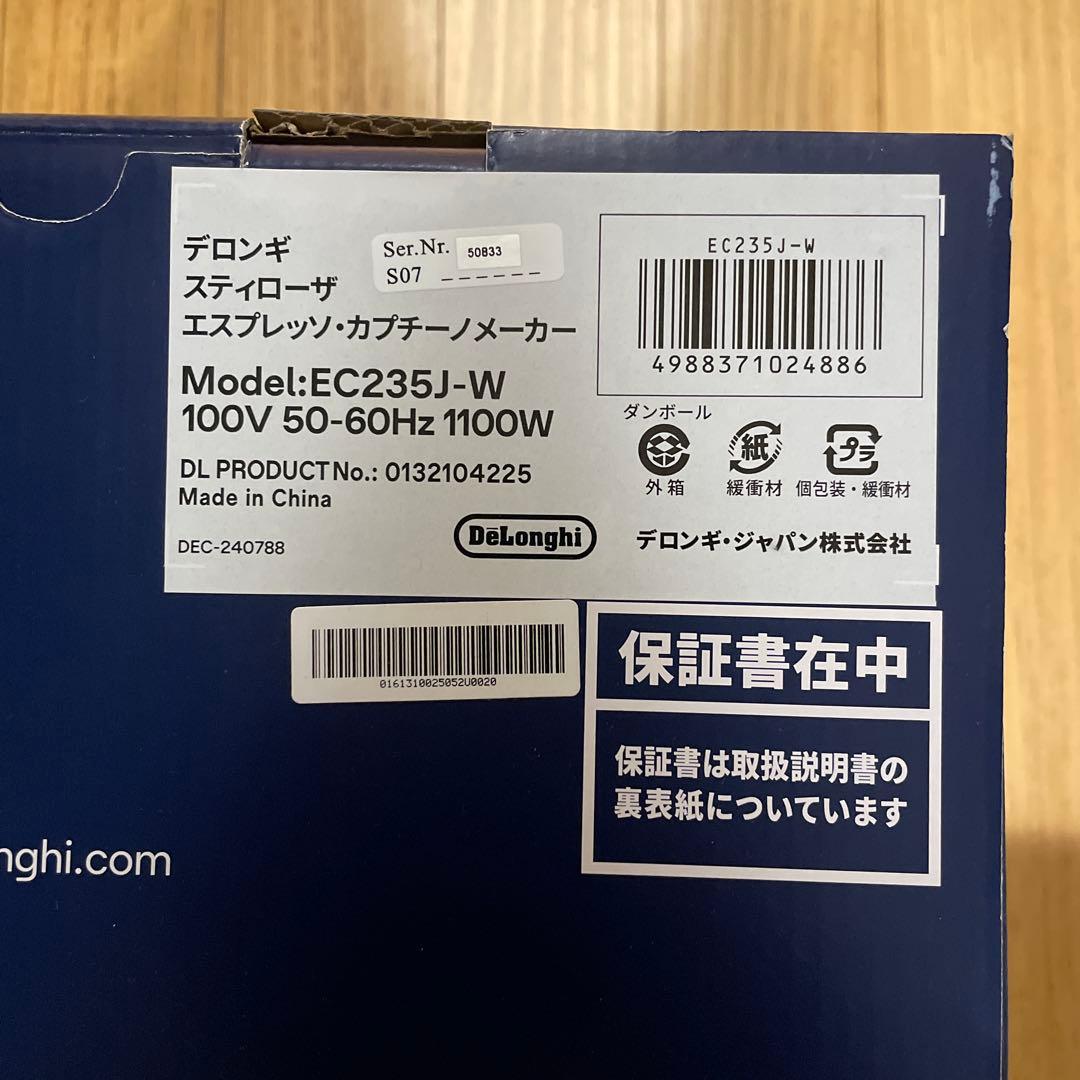 デロンギ
スティローザ
エスプレッソ・カプチーノメーカー
Ser.Nr. 50833
S07 _ _ _ _ _ _
Model:EC235J-W
100V 50-60Hz 1100W
DL PRODUCT No.: 0132104225
Made in China
DEC-240788
DeLonghi
EC235J-W
4988371024886
ダンボール
外箱
紙
緩衝材
プラ
個包装・緩衝材
デロンギ・ジャパン株式会社
0161310025052U0020
保証書在中
保証書は取扱説明書の
裏表紙についています
nghi.com